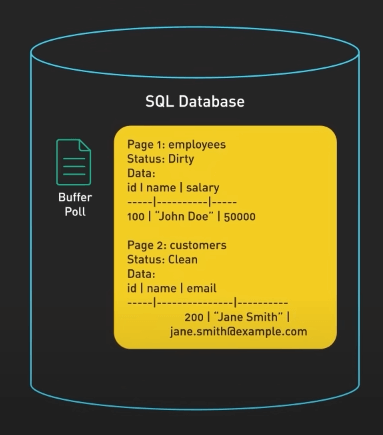 SQL Database
Buffer
Poll
Page 1: employees
Status: Dirty
Data:
id | name | salary
-----|----------|-----
100 | "John Doe" | 50000
Page 2: customers
Status: Clean
Data:
id | name | email
-----|---------------|----------
200 | "Jane Smith" |
jane.smith@example.com